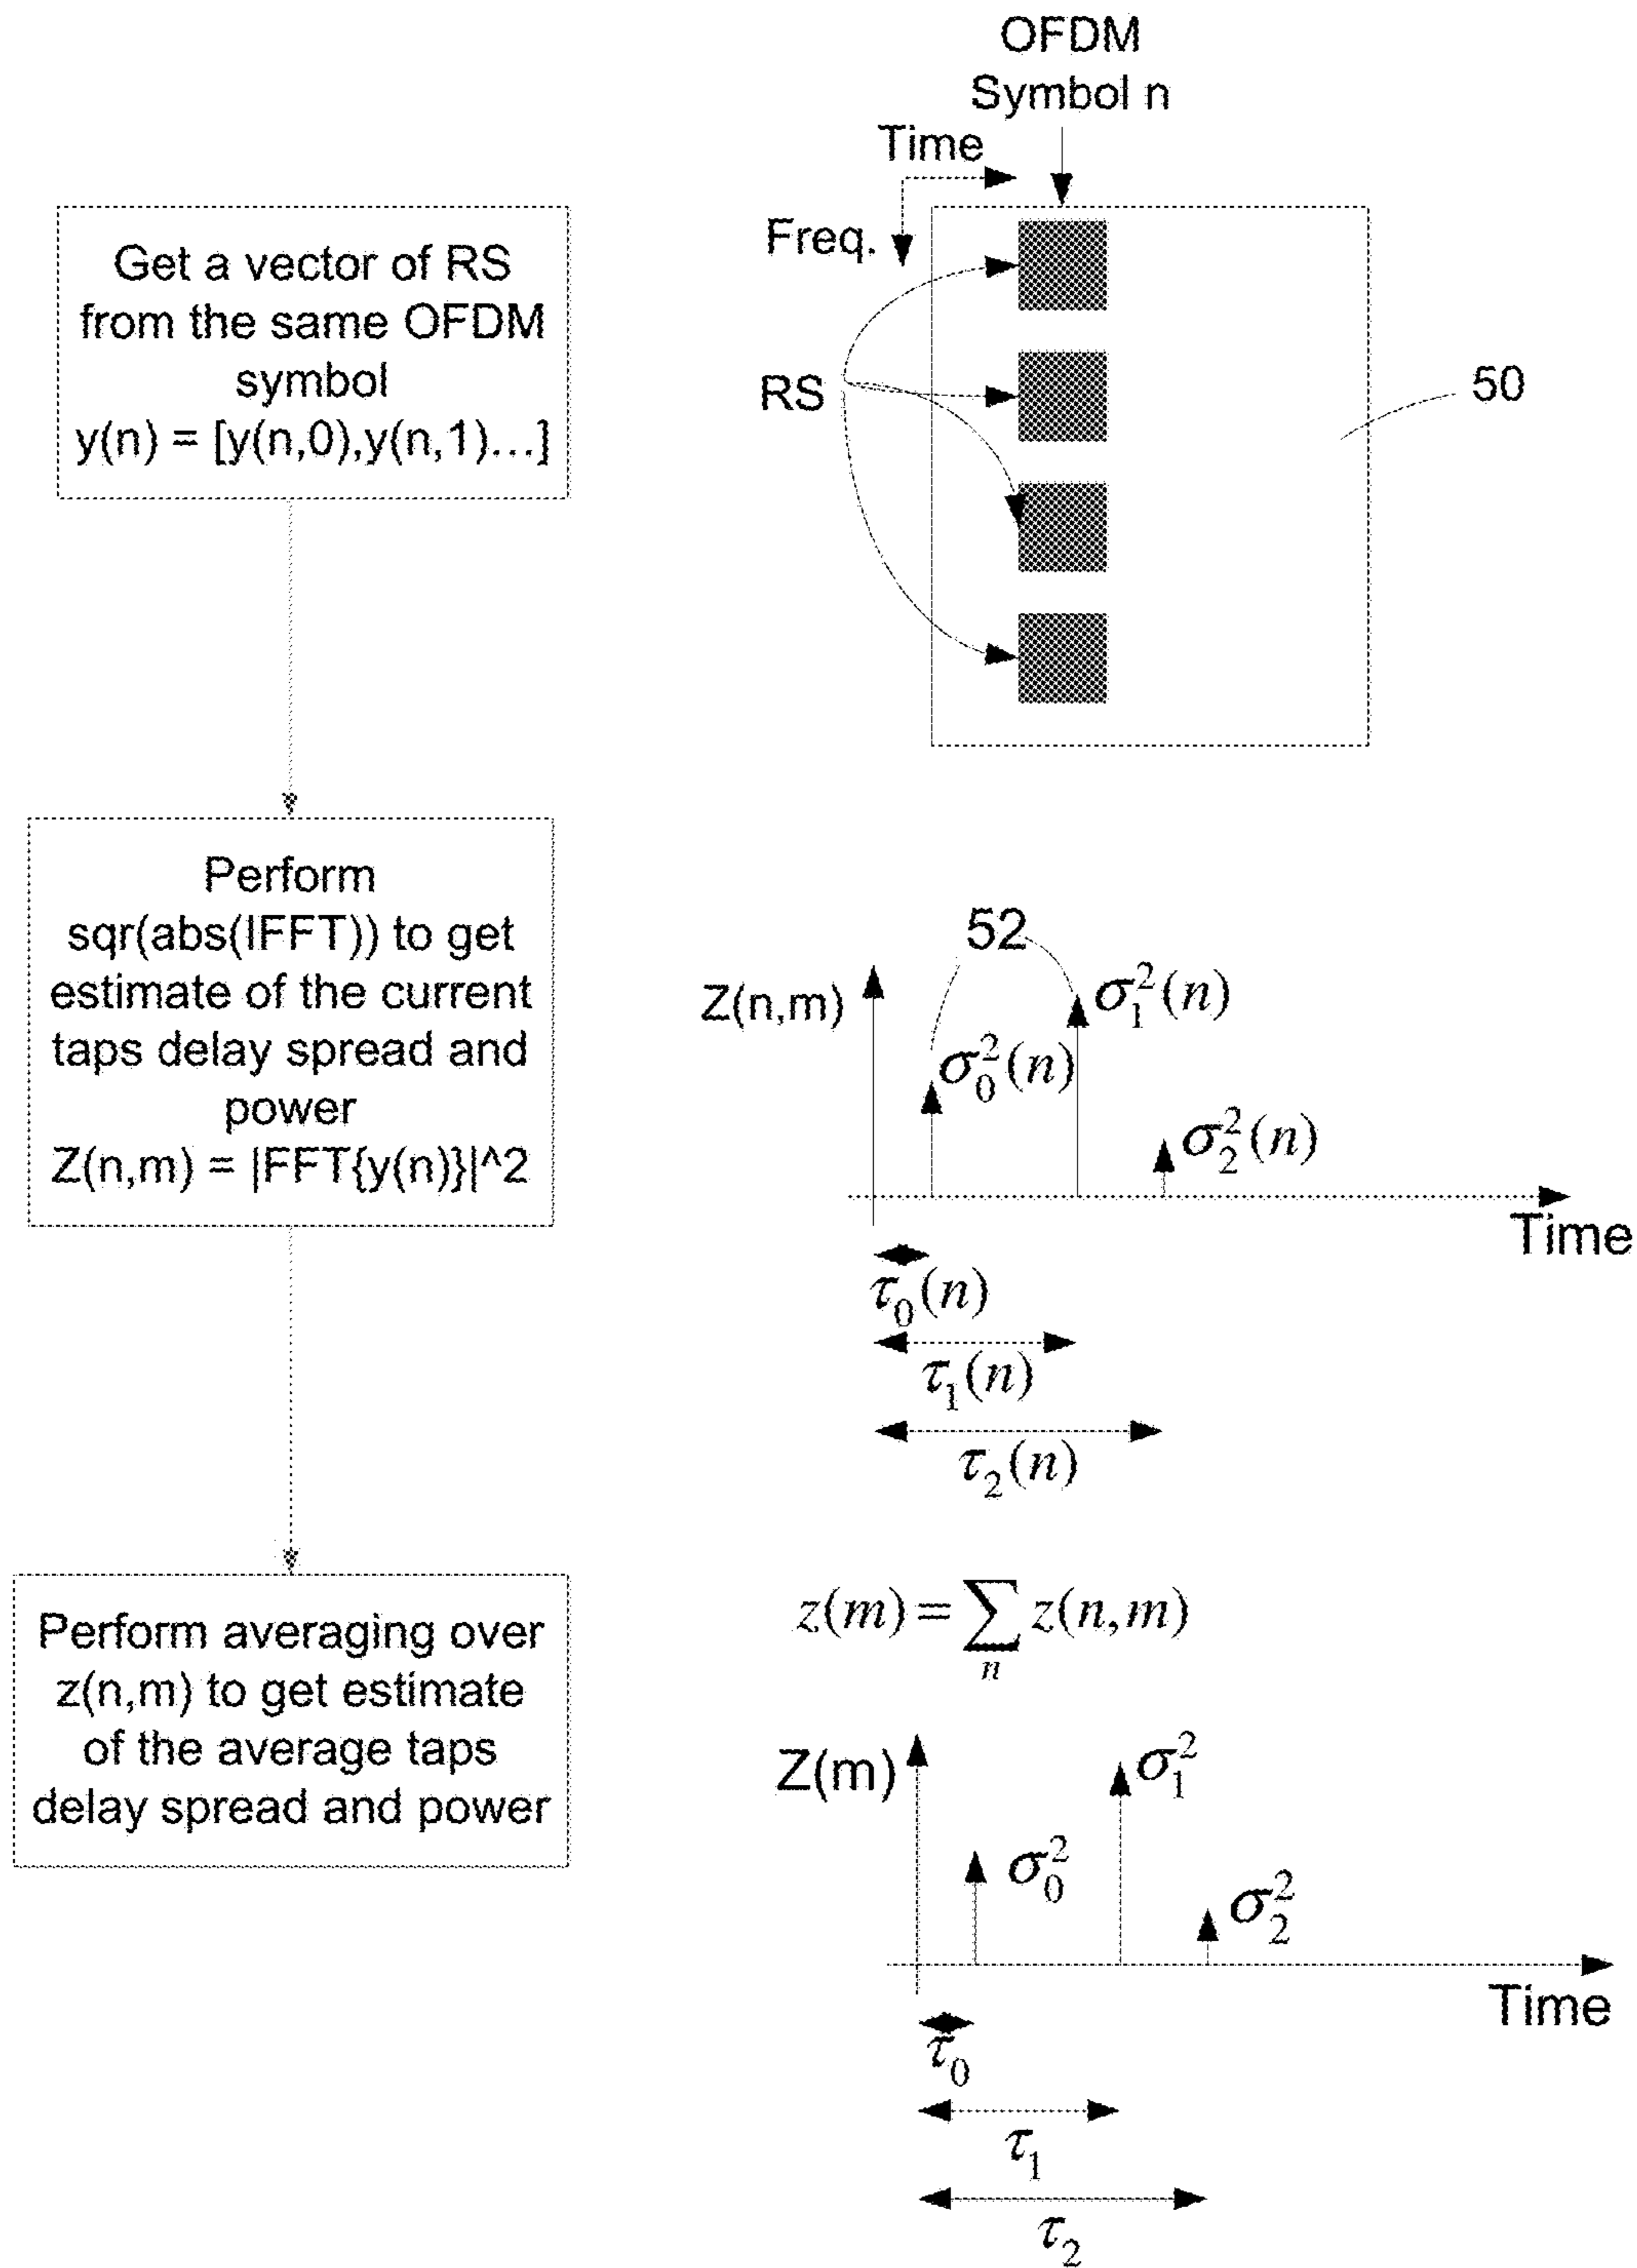 OFDM
Symbol n
Time
Freq.
RS
50
Get a vector of RS
from the same OFDM
symbol
y(n) = [y(n,0),y(n,1)...]
Perform
sqr(abs(IFFT)) to get
estimate of the current
taps delay spread and
power
Z(n,m) = |FFT{y(n)}|^2
52
Z(n,m)
σ₀²(n)
σ₁²(n)
σ₂²(n)
Time
τ₀(n)
τ₁(n)
τ₂(n)
Perform averaging over
z(n,m) to get estimate
of the average taps
delay spread and power
z(m) = ∑ₙ z(n,m)
Z(m)
σ₀²
σ₁²
σ₂²
Time
τ₀
τ₁
τ₂